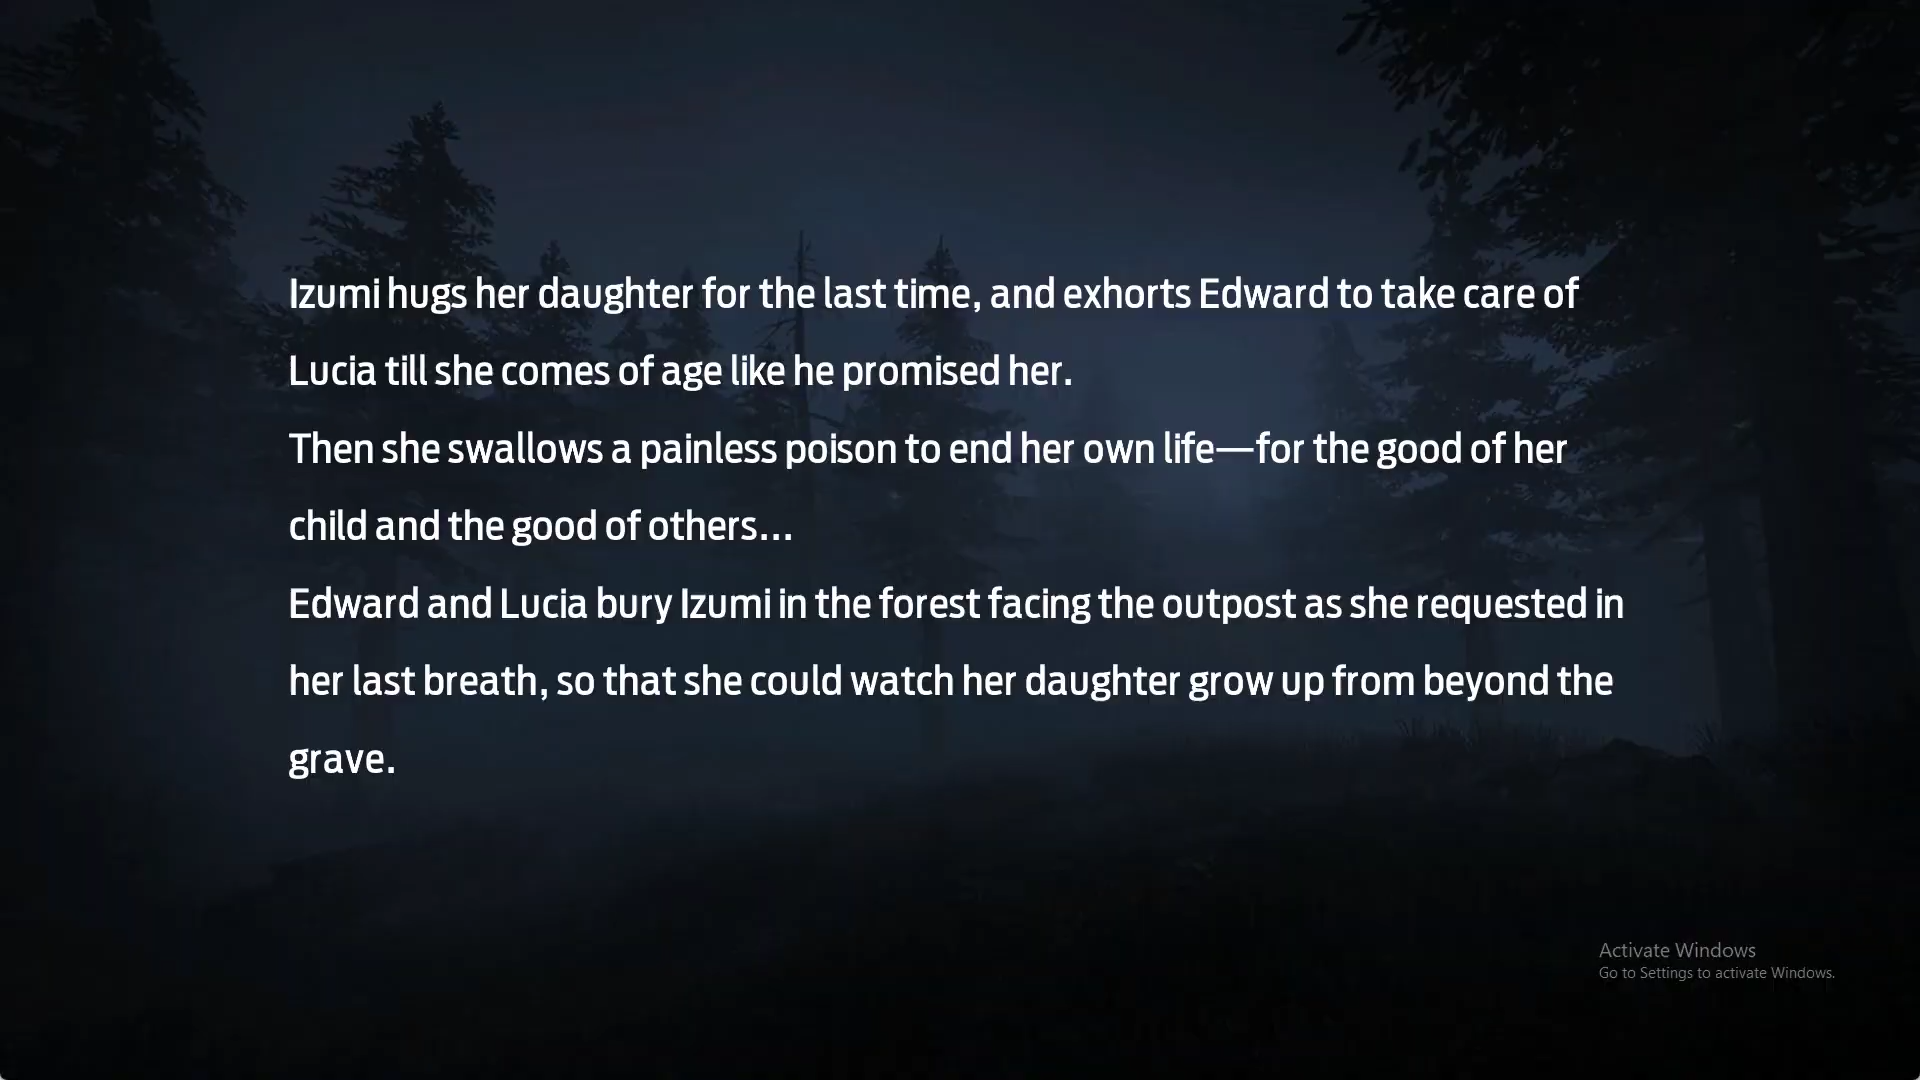 Izumi hugs her daughter for the last time, and exhorts Edward to take care of
Lucia till she comes of age like he promised her.
Then she swallows a painless poison to end her own life—for the good of her
child and the good of others...
Edward and Lucia bury Izumi in the forest facing the outpost as she requested in
her last breath, so that she could watch her daughter grow up from beyond the
grave.
Activate Windows
Go to Settings to activate Windows.